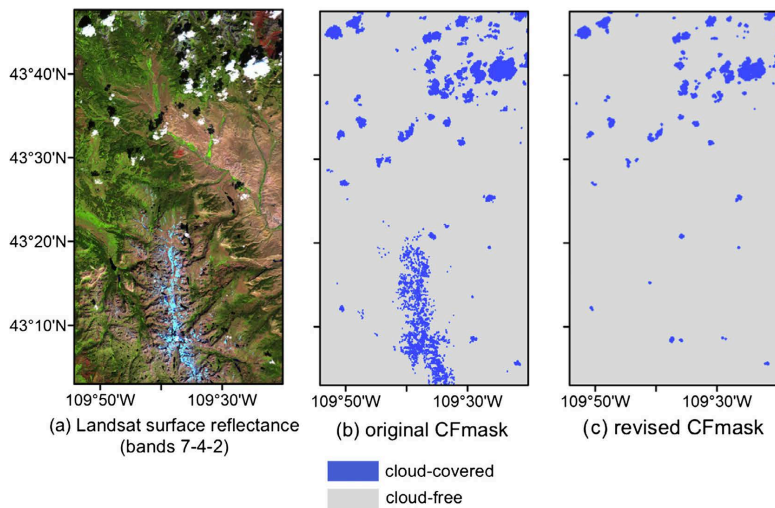 43°40'N
43°30'N
43°20'N
43°10'N
109°50'W 109°30'W 109°50'W 109°30'W 109°50'W 109°30'W
(a) Landsat surface reflectance
(bands 7-4-2)
(b) original CFmask
(c) revised CFmask
cloud-covered
cloud-free